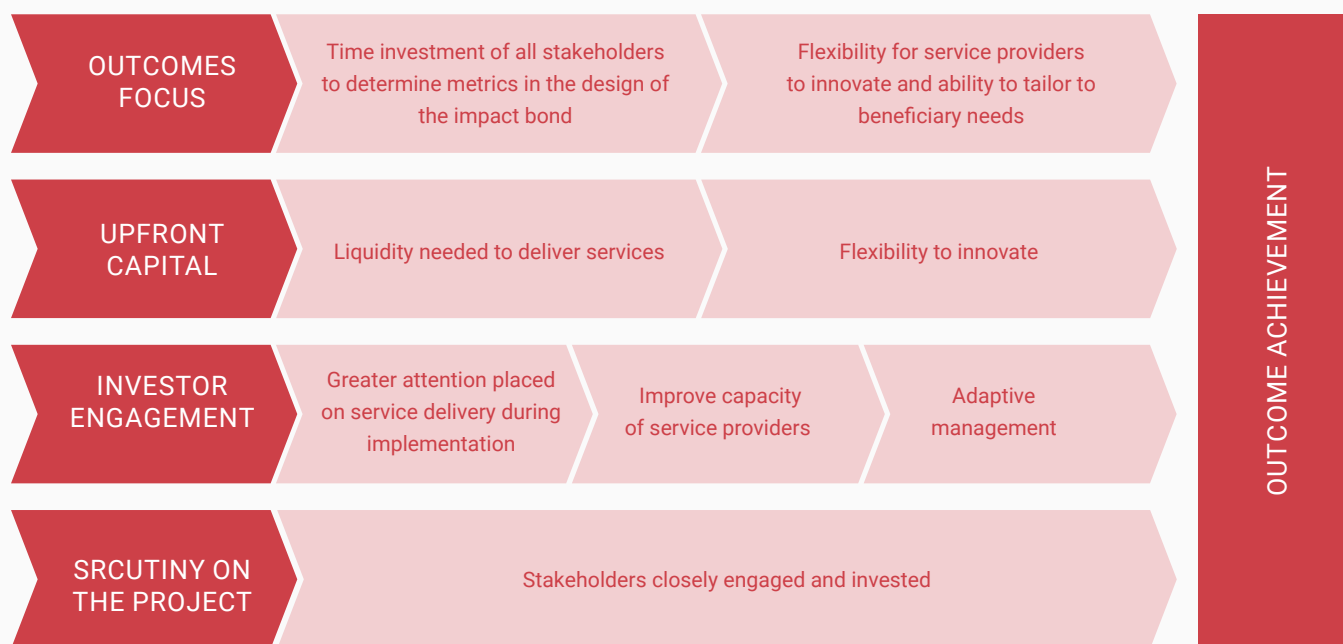 OUTCOMES
FOCUS
Time investment of all stakeholders
to determine metrics in the design of
the impact bond
Flexibility for service providers
to innovate and ability to tailor to
beneficiary needs
UPFRONT
CAPITAL
Liquidity needed to deliver services
Flexibility to innovate
INVESTOR
ENGAGEMENT
Greater attention placed
on service delivery during
implementation
Improve capacity
of service providers
Adaptive
management
SRCUTINY ON
THE PROJECT
Stakeholders closely engaged and invested
OUTCOME ACHIEVEMENT